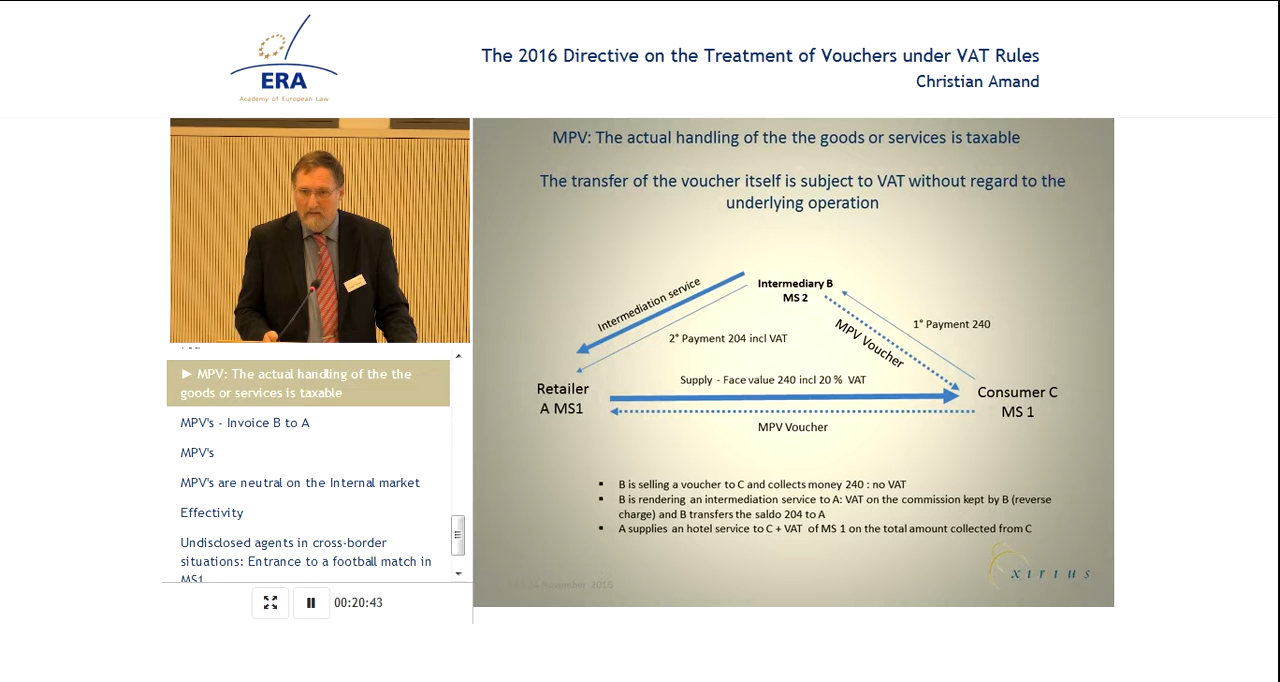 ERA
Academy of European Law
The 2016 Directive on the Treatment of Vouchers under VAT Rules
Christian Amand
► MPV: The actual handling of the the
goods or services is taxable
MPV's - Invoice B to A
MPV's
MPV's are neutral on the Internal market
Effectivity
Undisclosed agents in cross-border
situations: Entrance to a football match in
MS1
00:20:43
MPV: The actual handling of the the goods or services is taxable
The transfer of the voucher itself is subject to VAT without regard to the
underlying operation
Intermediation service
Intermediary B
MS 2
1° Payment 240
MPV Voucher
2° Payment 204 incl VAT
Supply - Face value 240 incl 20 % VAT
Retailer
A MS1
Consumer C
MS 1
MPV Voucher
▪ B is selling a voucher to C and collects money 240 : no VAT
▪ B is rendering an intermediation service to A: VAT on the commission kept by B (reverse
charge) and B transfers the saldo 204 to A
▪ A supplies an hotel service to C + VAT of MS 1 on the total amount collected from C
xirius
November 2016